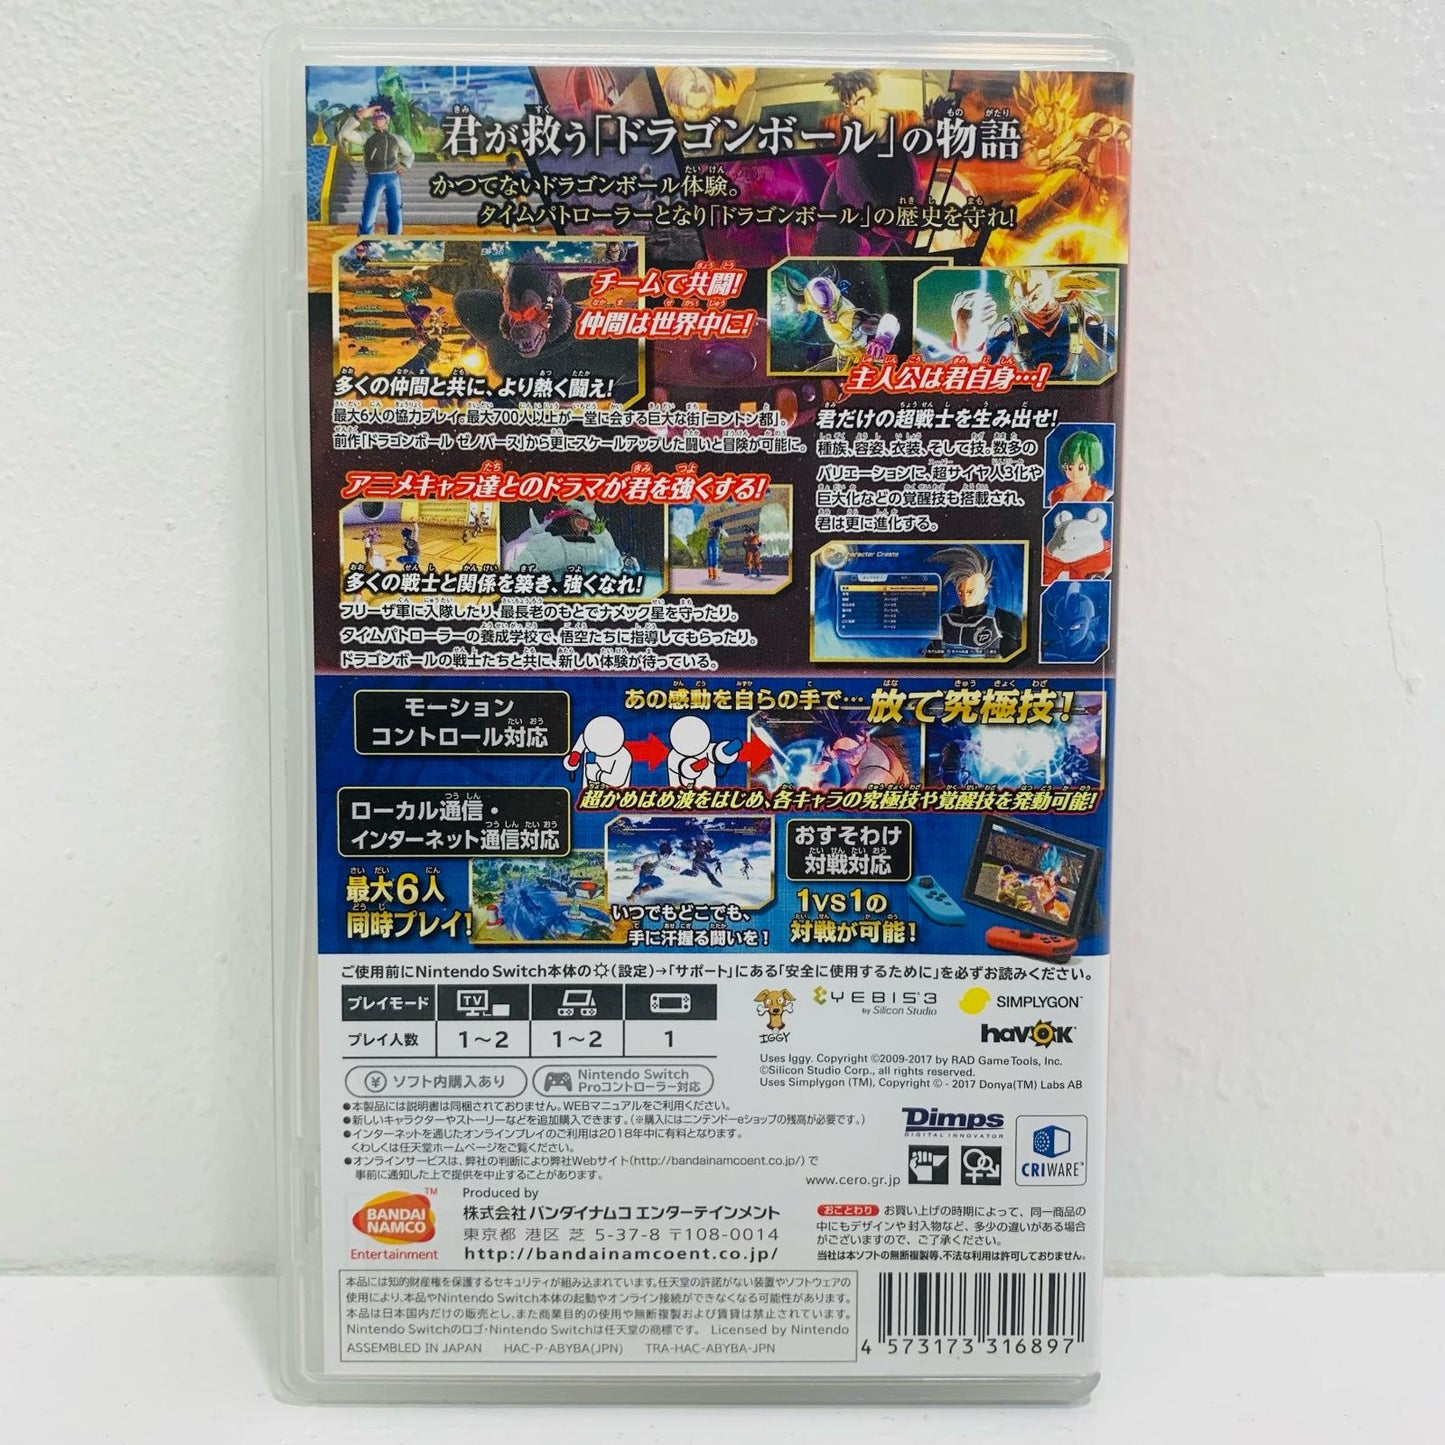 君が救う「ドラゴンボール」の物語
かつてないドラゴンボール体験。
タイムパトローラーとなり「ドラゴンボール」の歴史を守れ!
チームで共闘!
仲間は世界中に!
多くの仲間と共に、より熱く闘え!
最大6人の協力プレイ。最大700人以上が一堂に会する巨大な街「コントン都」。
前作「ドラゴンボール ゼノバース」から更にスケールアップした闘いと冒険が可能に。
主人公は君自身…!
君だけの超戦士を生み出せ!
種族、容姿、衣装、そして技。数多の
バリエーションに、超サイヤ人3化や
巨大化などの覚醒技も搭載され、
君は更に進化する。
Character Create
アニメキャラ達とのドラマが君を強くする!
多くの戦士と関係を築き、強くなれ!
フリーザ軍に入隊したり、最長老のもとでナメック星を守ったり。
タイムパトローラーの養成学校で、悟空たちに指導してもらったり。
ドラゴンボールの戦士たちと共に、新しい体験が待っている。
モーション
コントロール対応
あの感動を自らの手で…放て究極技!
超かめはめ波をはじめ、各キャラの究極技や覚醒技を発動可能!
ローカル通信・
インターネット通信対応
最大6人
同時プレイ!
いつでもどこでも、
手に汗握る闘いを!
おすそわけ
対戦対応
1vs1の
対戦が可能!
ご使用前にNintendo Switch本体の(設定)→「サポート」にある「安全に使用するために」を必ずお読みください。
プレイモード TV
プレイ人数 1～2 1～2 1
ソフト内購入あり
Nintendo Switch
Proコントローラー対応
IGGY
YEBIS 3
by Silicon Studio
SIMPLYGON
havok
Uses Iggy. Copyright ©2009-2017 by RAD Game Tools, Inc.
©Silicon Studio Corp., all rights reserved.
Uses Simplygon (TM), Copyright © - 2017 Donya(TM) Labs AB
●本製品には説明書は同梱されておりません。WEBマニュアルをご利用ください。
●新しいキャラクターやストーリーなどを追加購入できます。(※購入にはニンテンドーeショップの残高が必要です。)
●インターネットを通じたオンラインプレイのご利用は2018年中に有料となります。
くわしくは任天堂ホームページをご覧ください。
●オンラインサービスは、弊社の判断により弊社Webサイト(http://bandainamcoent.co.jp/)で
事前に通知した上で提供を中止することがあります。
Dimps
DIGITAL INNOVATOR
CRIWARE
www.cero.gr.jp
BANDAI
NAMCO
TM
Entertainment
Produced by
株式会社 バンダイナムコ エンターテインメント
東京都 港区 芝 5-37-8 〒108-0014
http://bandainamcoent.co.jp/
おことわり お買い上げの時期によって、同一商品の
中にもデザインや封入物など、多少の違いがある場合
がございますので、ご了承ください。
当社は本ソフトの無断複製等、不法な利用は許可しておりません。
本品には知的財産権を保護するセキュリティが組み込まれています。任天堂の許諾がない装置やソフトウェアの
使用により、本品やNintendo Switch本体の起動やオンライン接続ができなくなる可能性があります。
本品は日本国内だけの販売とし、また商業目的の使用や無断複製および賃貸は禁止されています。
Nintendo Switchのロゴ・Nintendo Switchは任天堂の商標です。 Licensed by Nintendo
ASSEMBLED IN JAPAN HAC-P-ABYBA(JPN) TRA-HAC-ABYBA-JPN
4 573173 316897